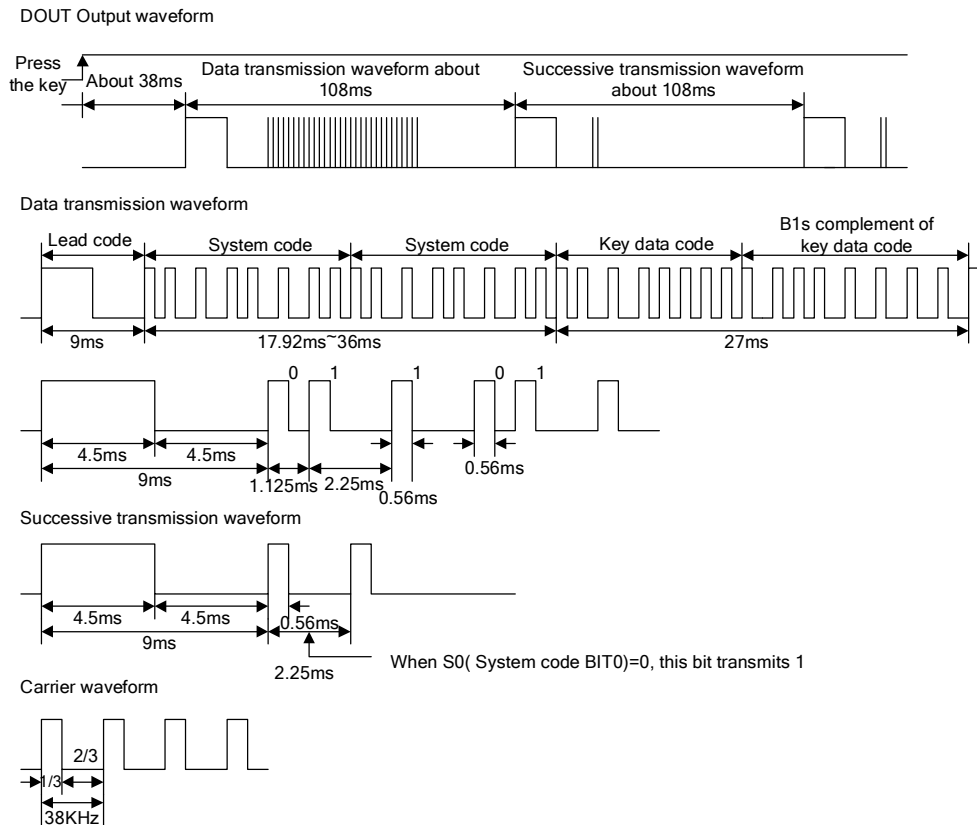 DOUT Output waveform
Press
the key
About 38ms
Data transmission waveform about
108ms
Successive transmission waveform
about 108ms
Data transmission waveform
Lead code
System code
System code
Key data code
B1s complement of
key data code
9ms
17.92ms~36ms
27ms
0
1
1
0
1
4.5ms
4.5ms
9ms
1.125ms
2.25ms
0.56ms
0.56ms
Successive transmission waveform
4.5ms
4.5ms
0.56ms
9ms
2.25ms
When S0( System code BIT0)=0, this bit transmits 1
Carrier waveform
2/3
1/3
38KHz